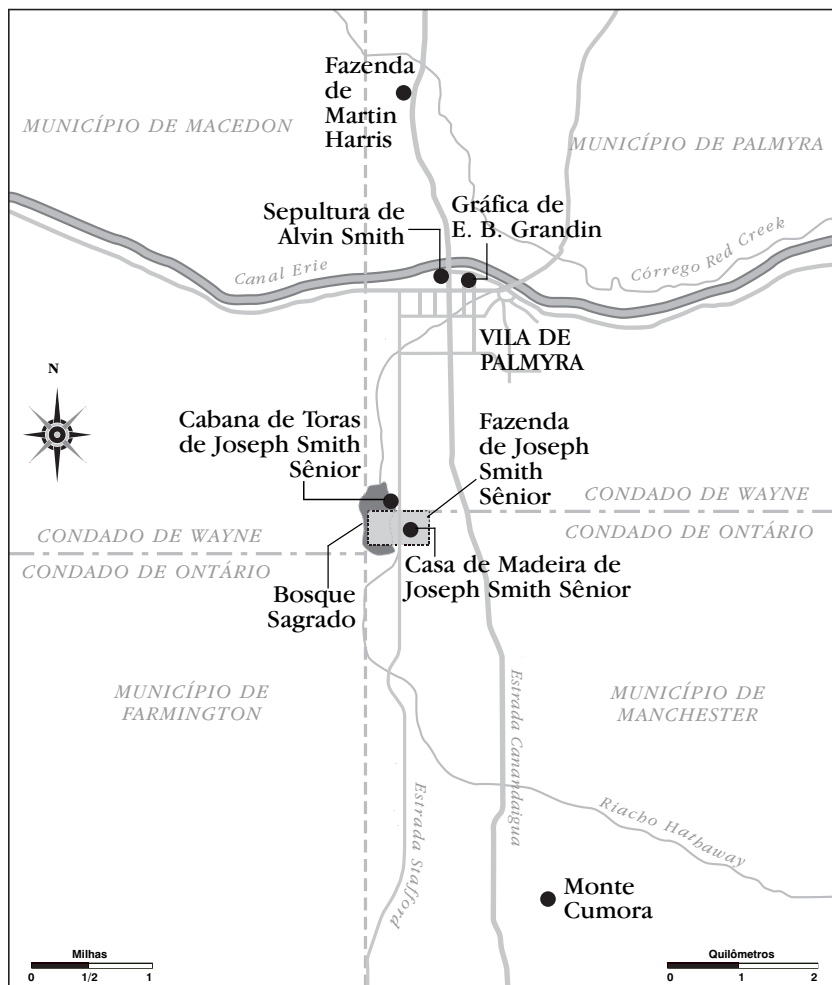 Fazenda
de
Martin
Harris
MUNICÍPIO DE MACEDON
MUNICÍPIO DE PALMYRA
Sepultura de
Alvin Smith
Gráfica de
E. B. Grandin
Canal Erie
Córrego Red Creek
VILA DE
PALMYRA
N
Cabana de Toras
de Joseph Smith
Sênior
Fazenda
de Joseph
Smith
Sênior
CONDADO DE WAYNE
CONDADO DE ONTÁRIO
CONDADO DE WAYNE
CONDADO DE ONTÁRIO
Casa de Madeira de
Joseph Smith Sênior
Bosque
Sagrado
MUNICÍPIO DE
FARMINGTON
MUNICÍPIO DE
MANCHESTER
Estrada Canandaigua
Estrada Stafford
Riacho Hathaway
Monte
Cumora
Milhas
0 1/2 1
Quilômetros
0 1 2